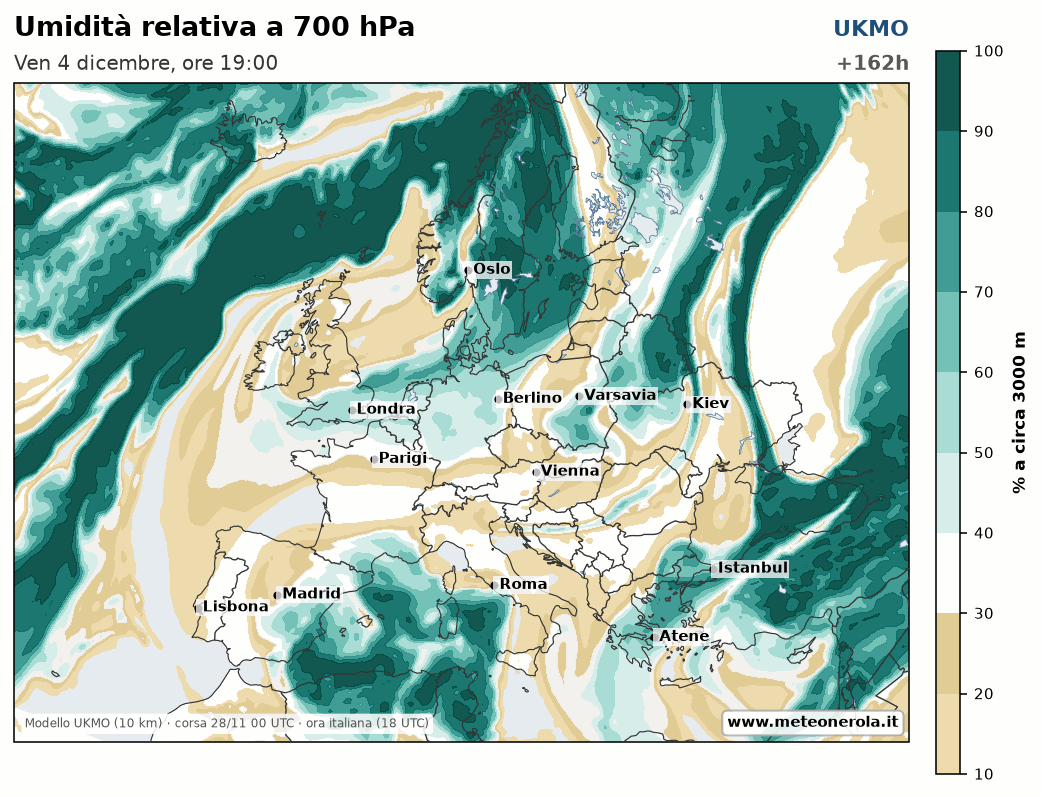 Umidità relativa a 700 hPa
UKMO
Ven 4 dicembre, ore 19:00
+162h
100
90
80
70
60
50
40
30
20
10
% a circa 3000 m
Oslo
Berlino
Varsavia
Kiev
Londra
Parigi
Vienna
Istanbul
Roma
Madrid
Lisbona
Atene
Modello UKMO (10 km) · corsa 28/11 00 UTC · ora italiana (18 UTC)
www.meteonerola.it